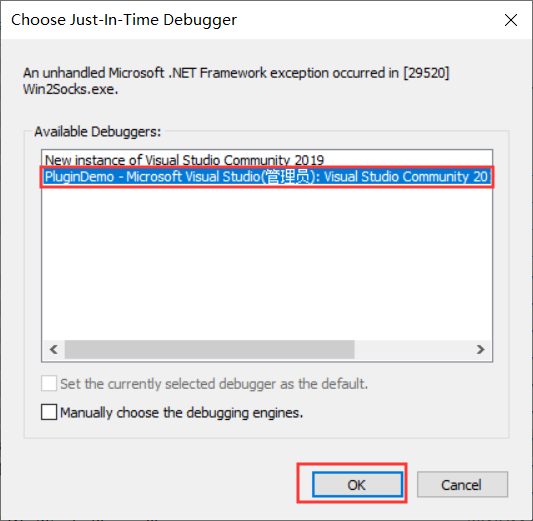 Choose Just-In-Time Debugger
An unhandled Microsoft .NET Framework exception occurred in [29520]
Win2Socks.exe.
Available Debuggers:
New instance of Visual Studio Community 2019
PluginDemo - Microsoft Visual Studio(管理员): Visual Studio Community 20
Set the currently selected debugger as the default.
Manually choose the debugging engines.
OK
Cancel